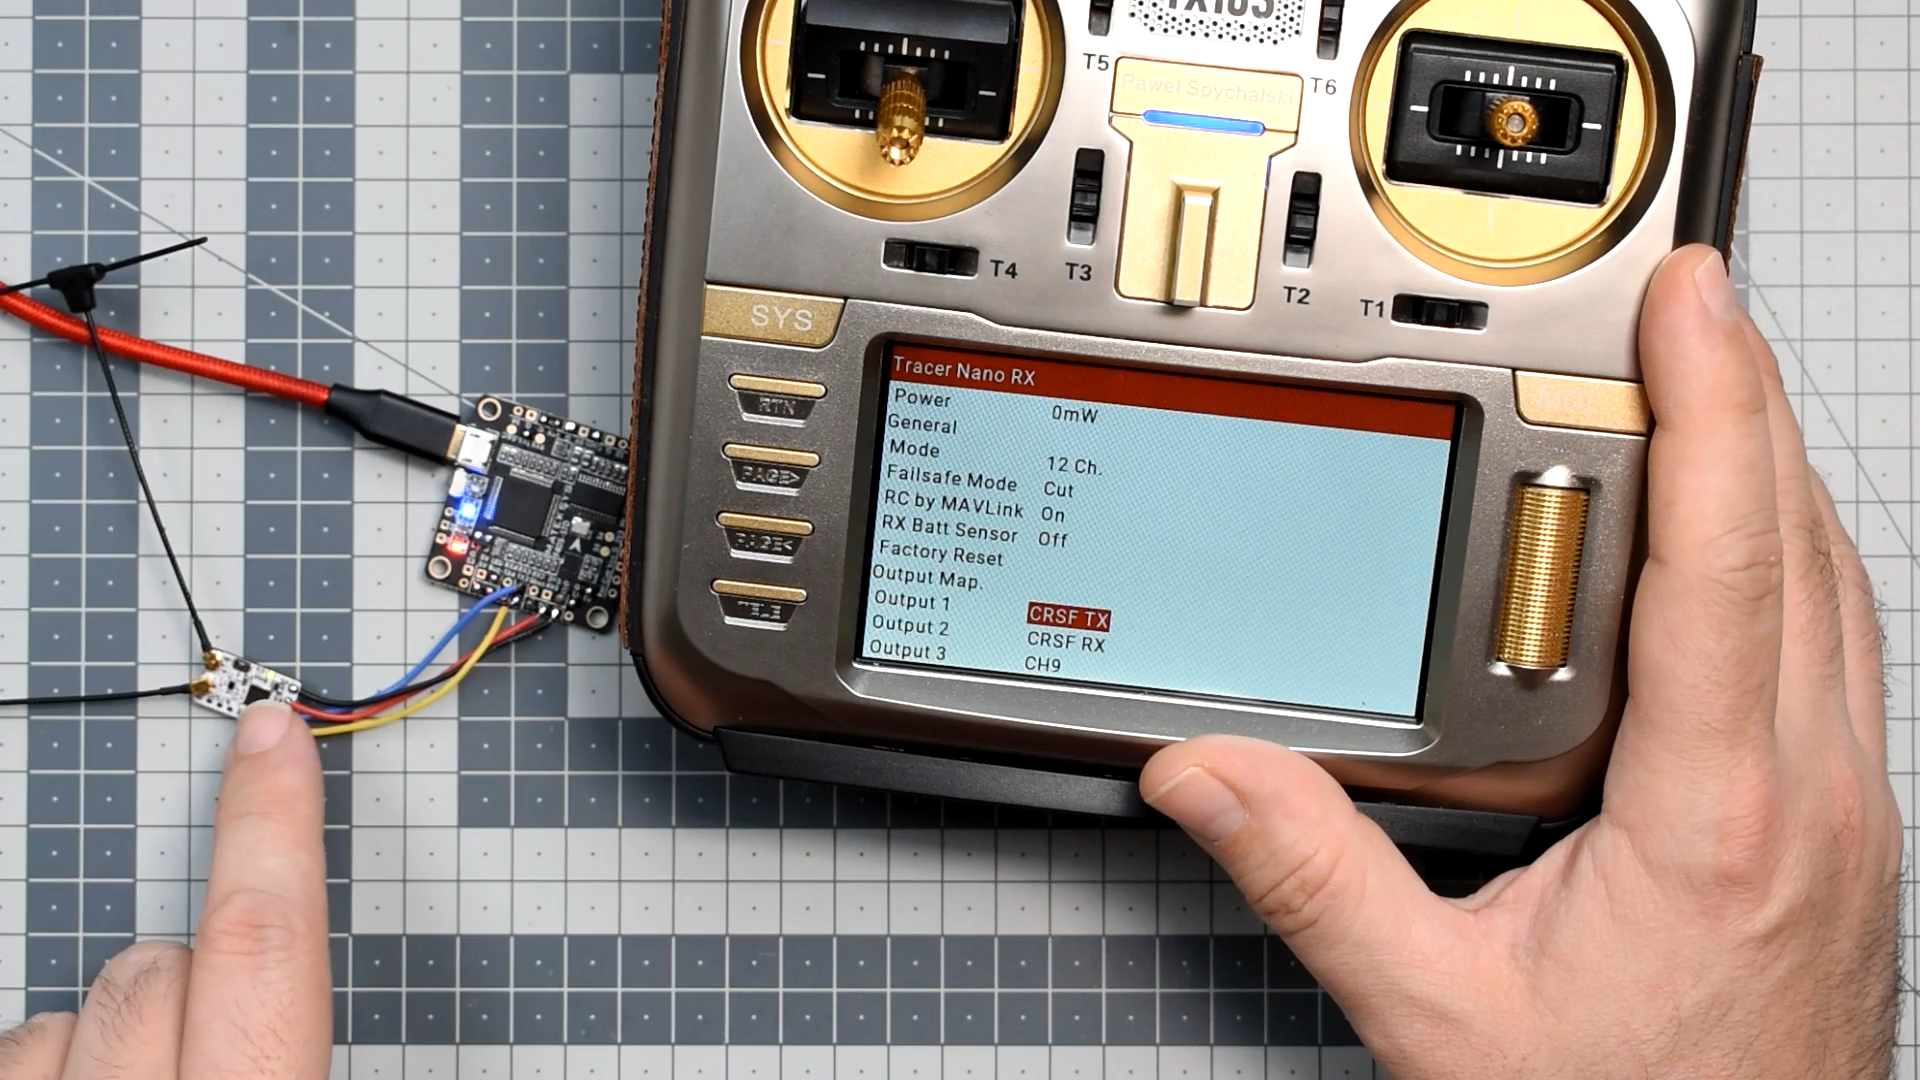 TX16S
T5
T6
Pawel Spychalski
T4
T3
T2
T1
SYS
RTN
PAGE>
PAGE<
TELE
Tracer Nano RX
Power 0mW
General
Mode 12 Ch.
Failsafe Mode Cut
RC by MAVLink On
RX Batt Sensor Off
Factory Reset
Output Map.
Output 1 CRSF TX
Output 2 CRSF RX
Output 3 CH9